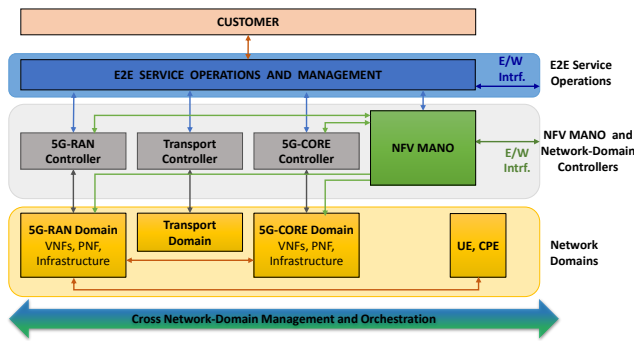 CUSTOMER
E2E SERVICE OPERATIONS AND MANAGEMENT
E/W
Intrf.
E2E Service
Operations
5G-RAN
Controller
Transport
Controller
5G-CORE
Controller
NFV MANO
E/W
Intrf.
NFV MANO and
Network-Domain
Controllers
5G-RAN Domain
VNFs, PNF,
Infrastructure
Transport
Domain
5G-CORE Domain
VNFs, PNF,
Infrastructure
UE, CPE
Network
Domains
Cross Network-Domain Management and Orchestration